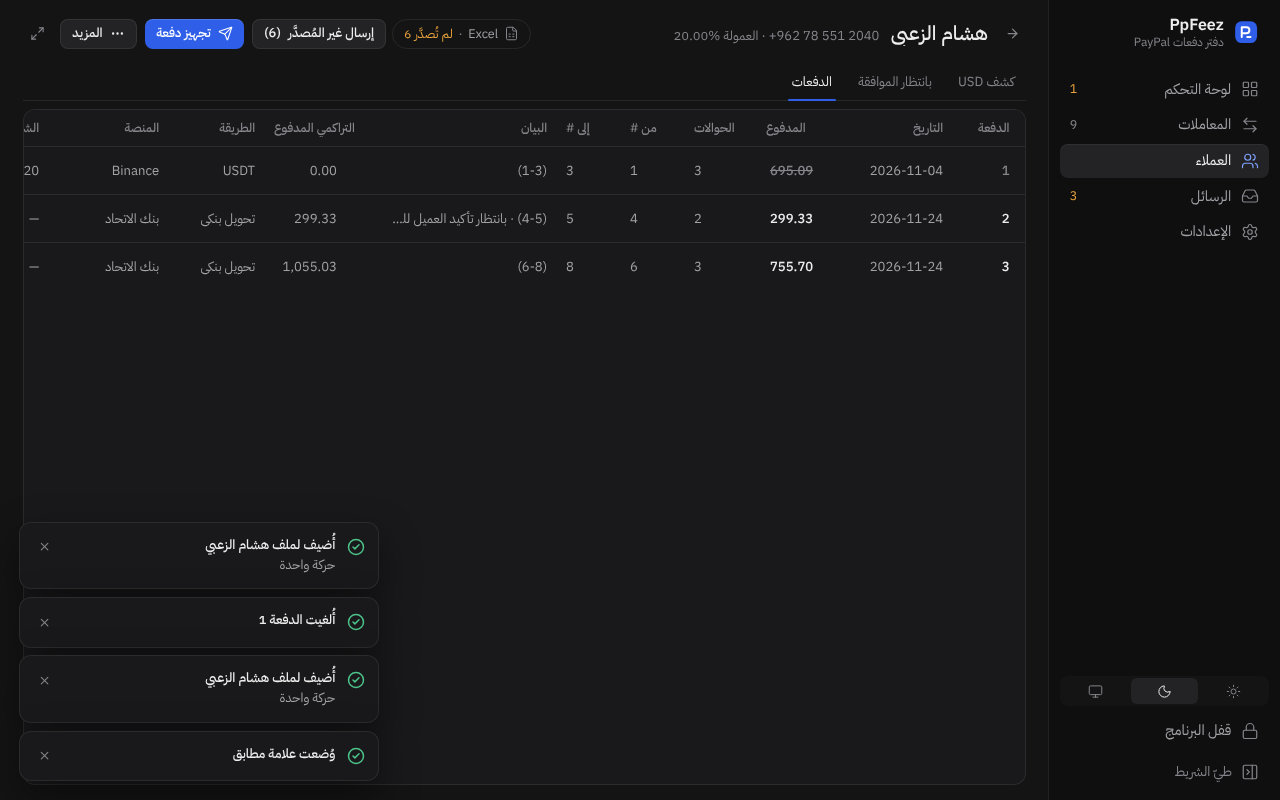 PpFeez
دفتر دفعات PayPal
لوحة التحكم 1
المعاملات 9
العملاء
الرسائل 3
الإعدادات
قفل البرنامج
طيّ الشريط
هشام الزعبي
+962 78 551 2040 · العمولة 20.00%
Excel · لم تُصدَّر 6
إرسال غير المُصدَّر (6)
تجهيز دفعة
المزيد
كشف USD
بانتظار الموافقة
الدفعات
الدفعة التاريخ المدفوع الحوالات من # إلى # البيان التراكمي المدفوع الطريقة المنصة
1 2026-11-04 695.09 3 1 3 (1-3) 0.00 USDT Binance 20
2 2026-11-24 299.33 2 4 5 (4-5) · بانتظار تأكيد العميل للـ... 299.33 تحويل بنكي بنك الاتحاد —
3 2026-11-24 755.70 3 6 8 (6-8) 1,055.03 تحويل بنكي بنك الاتحاد —
أُضيف لملف هشام الزعبي
حركة واحدة
أُلغيت الدفعة 1
أُضيف لملف هشام الزعبي
حركة واحدة
وُضعت علامة مطابق